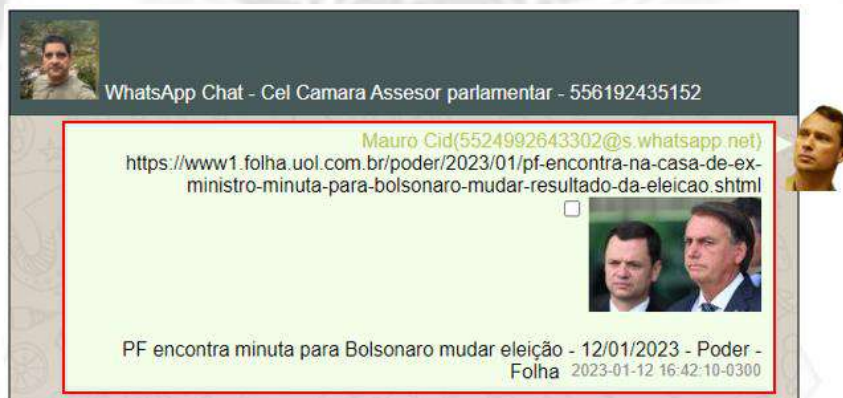 WhatsApp Chat - Cel Camara Assesor parlamentar - 556192435152
Mauro Cid(5524992643302@s.whatsapp.net)
https://www1.folha.uol.com.br/poder/2023/01/pf-encontra-na-casa-de-ex-
ministro-minuta-para-bolsonaro-mudar-resultado-da-eleicao.shtml
PF encontra minuta para Bolsonaro mudar eleição - 12/01/2023 - Poder -
Folha 2023-01-12 16:42:10-0300